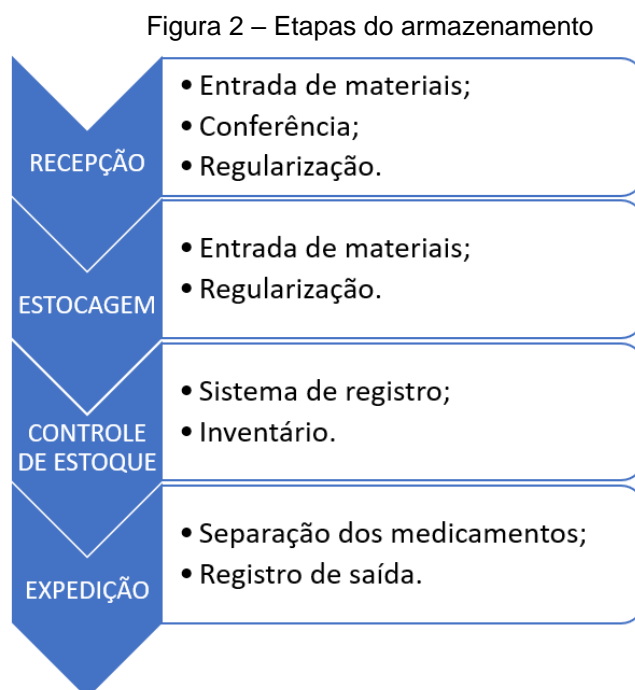 Figura 2 – Etapas do armazenamento
RECEPÇÃO
• Entrada de materiais;
• Conferência;
• Regularização.
ESTOCAGEM
• Entrada de materiais;
• Regularização.
CONTROLE
DE ESTOQUE
• Sistema de registro;
• Inventário.
EXPEDIÇÃO
• Separação dos medicamentos;
• Registro de saída.